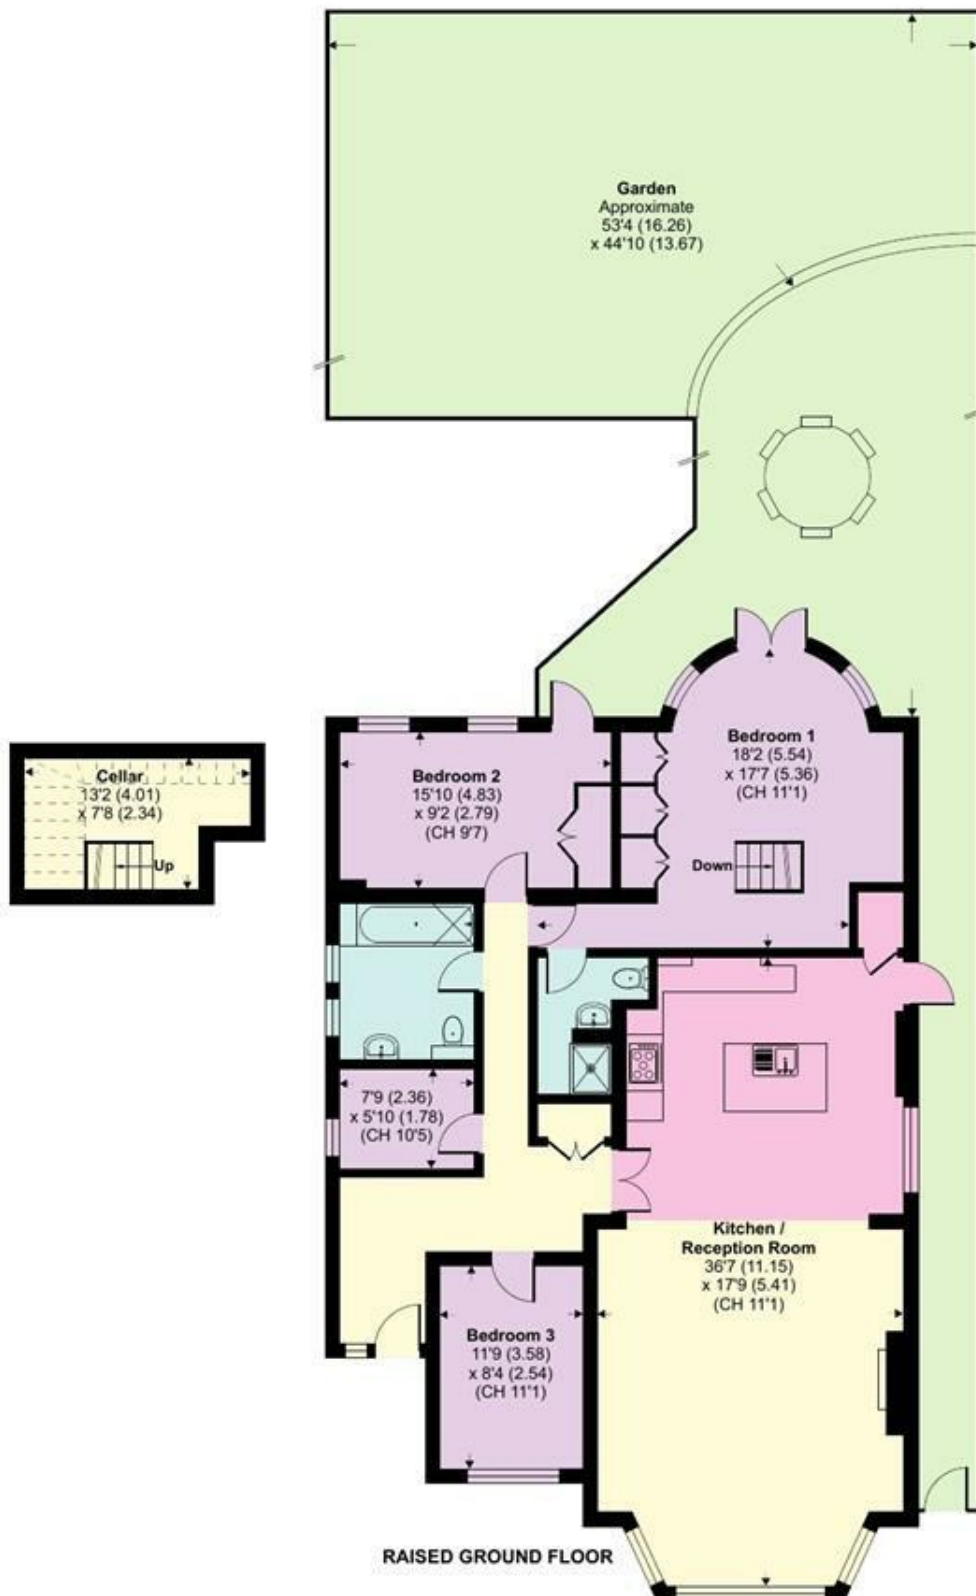 Garden
Approximate
53'4 (16.26)
x 44'10 (13.67)
Bedroom 1
18'2 (5.54)
x 17'7 (5.36)
(CH 11'1)
Down
Bedroom 2
15'10 (4.83)
x 9'2 (2.79)
(CH 9'7)
Cellar
13'2 (4.01)
x 7'8 (2.34)
Up
7'9 (2.36)
x 5'10 (1.78)
(CH 10'5)
Kitchen /
Reception Room
36'7 (11.15)
x 17'9 (5.41)
(CH 11'1)
Bedroom 3
11'9 (3.58)
x 8'4 (2.54)
(CH 11'1)
RAISED GROUND FLOOR